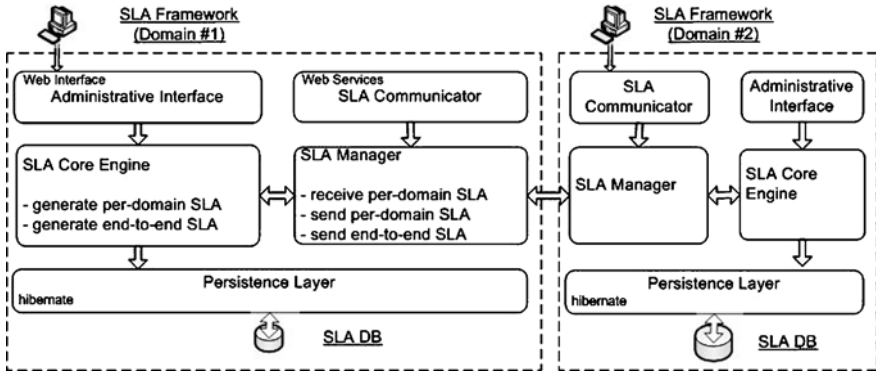 SLA Framework
(Domain #1)
Web Interface
Administrative Interface
Web Services
SLA Communicator
SLA Core Engine
- generate per-domain SLA
- generate end-to-end SLA
SLA Manager
- receive per-domain SLA
- send per-domain SLA
- send end-to-end SLA
Persistence Layer
hibernate
SLA DB
SLA Framework
(Domain #2)
SLA
Communicator
Administrative
Interface
SLA Manager
SLA Core
Engine
Persistence Layer
hibernate
SLA DB